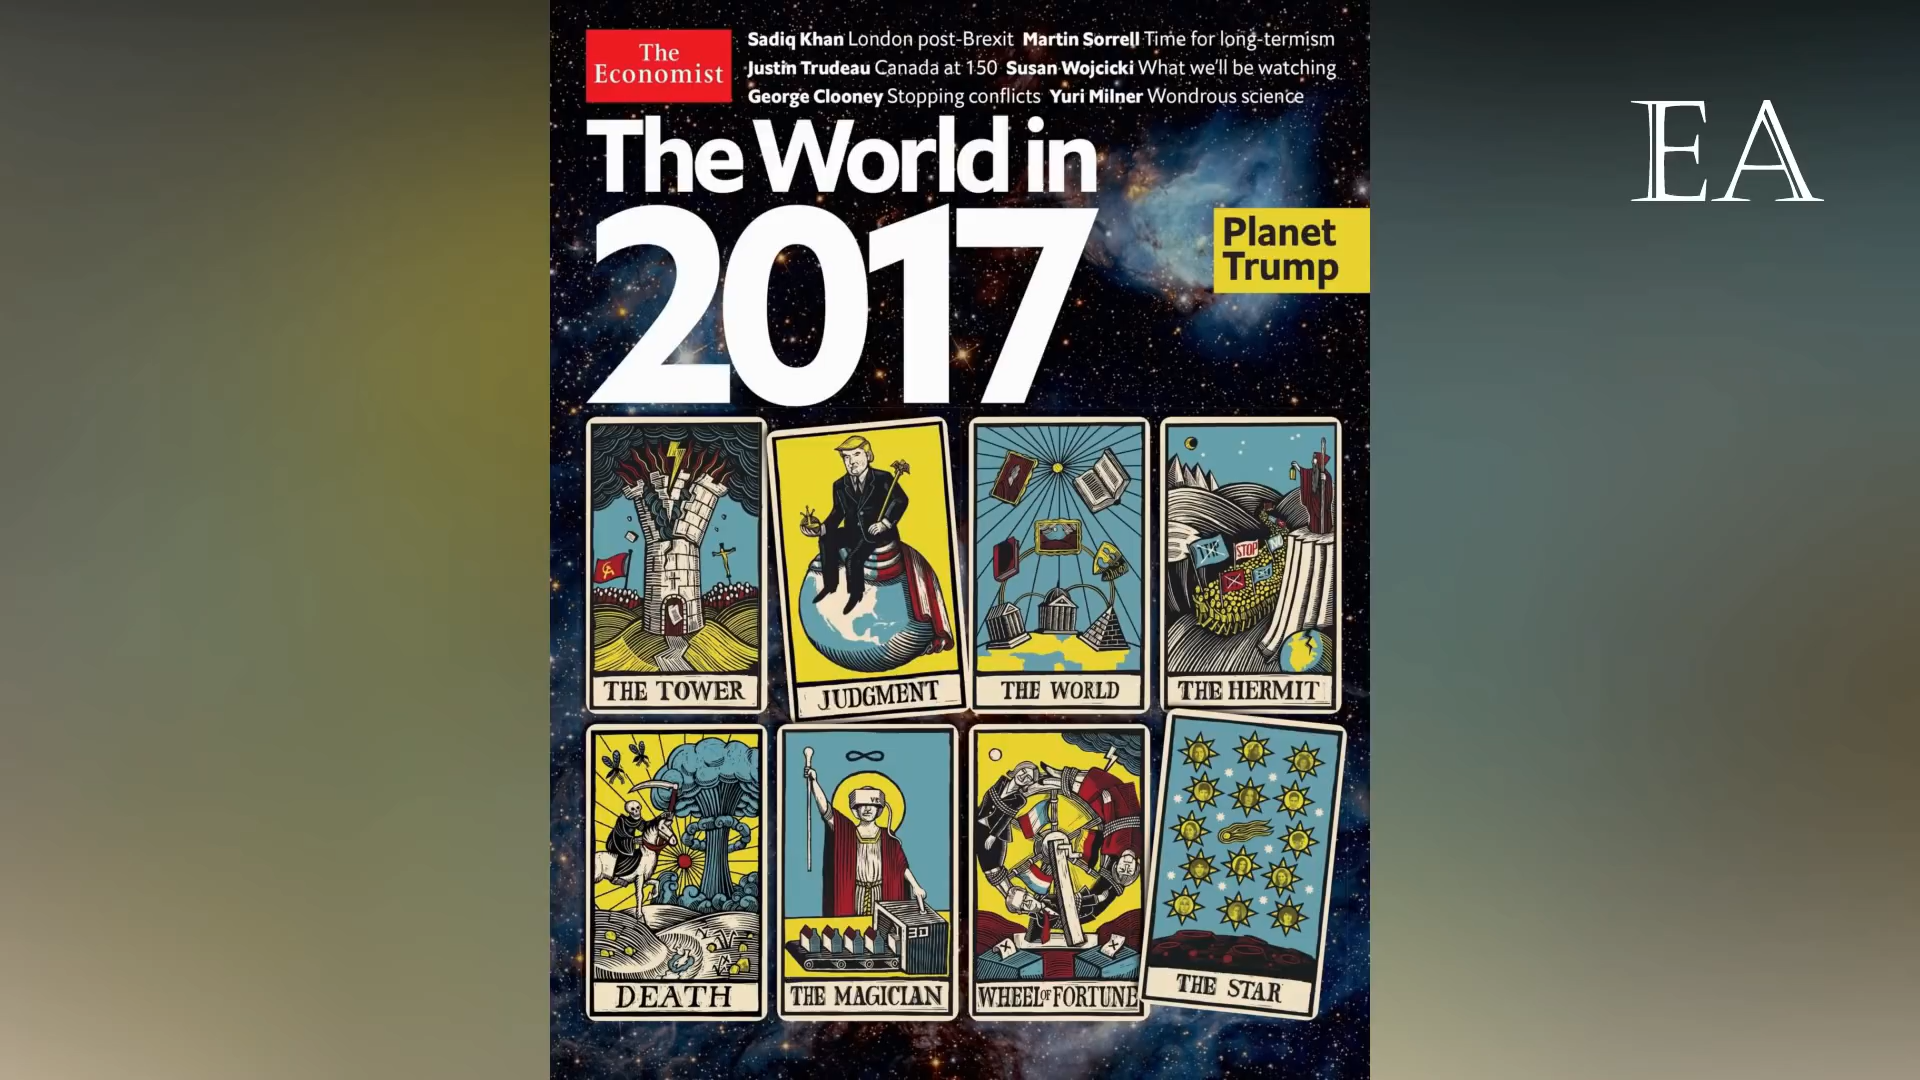 The
Economist
Sadiq Khan London post-Brexit Martin Sorrell Time for long-termism
Justin Trudeau Canada at 150 Susan Wojcicki What we'll be watching
George Clooney Stopping conflicts Yuri Milner Wondrous science
The World in
2017
Planet
Trump
EA
STOP
THE TOWER
JUDGMENT
THE WORLD
THE HERMIT
3D
DEATH
THE MAGICIAN
WHEEL OF FORTUNE
THE STAR